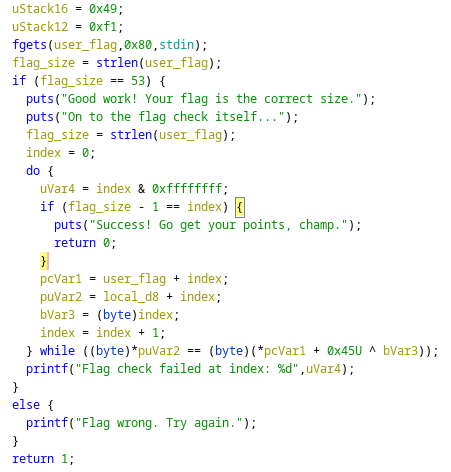 uStack16 = 0x49;
uStack12 = 0xf1;
fgets(user_flag,0x80,stdin);
flag_size = strlen(user_flag);
if (flag_size == 53) {
  puts("Good work! Your flag is the correct size.");
  puts("On to the flag check itself...");
  flag_size = strlen(user_flag);
  index = 0;
  do {
    uVar4 = index & 0xffffffff;
    if (flag_size - 1 == index) {
      puts("Success! Go get your points, champ.");
      return 0;
    }
    pcVar1 = user_flag + index;
    puVar2 = local_d8 + index;
    bVar3 = (byte)index;
    index = index + 1;
  } while ((byte)*puVar2 == (byte)(*pcVar1 + 0x45U ^ bVar3));
  printf("Flag check failed at index: %d",uVar4);
}
else {
  printf("Flag wrong. Try again.");
}
return 1;